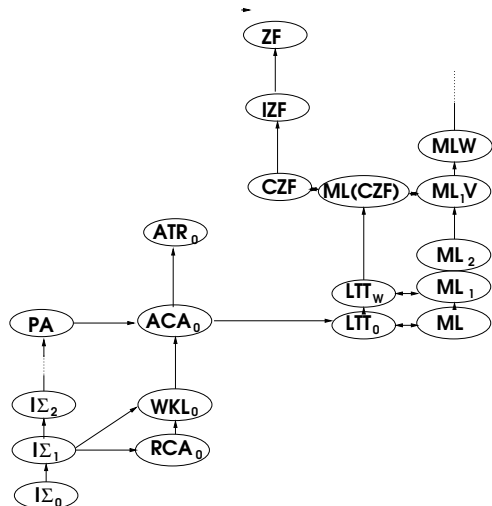 ZF
IZF
MLW
CZF
ML(CZF)
ML₁V
ATR₀
ML₂
LTT_W
ML₁
PA
ACA₀
LTT₀
ML
IΣ₂
WKL₀
IΣ₁
RCA₀
IΣ₀